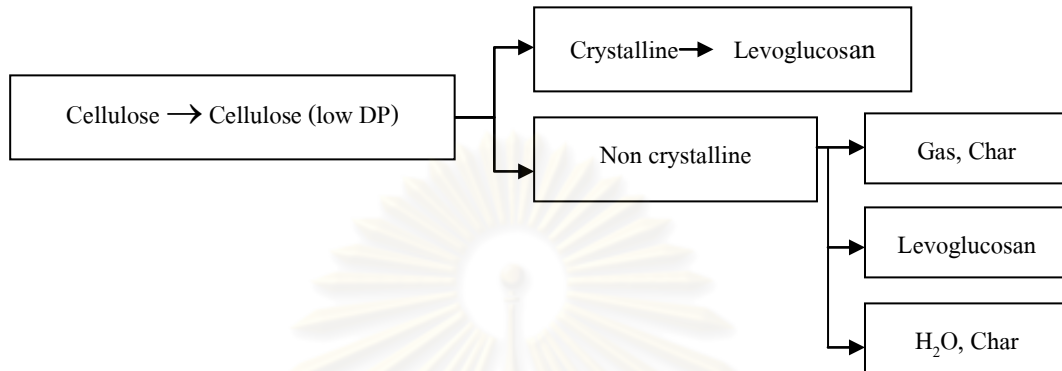 Crystalline→ Levoglucosan
Cellulose → Cellulose (low DP)
Non crystalline
Gas, Char
Levoglucosan
H₂O, Char